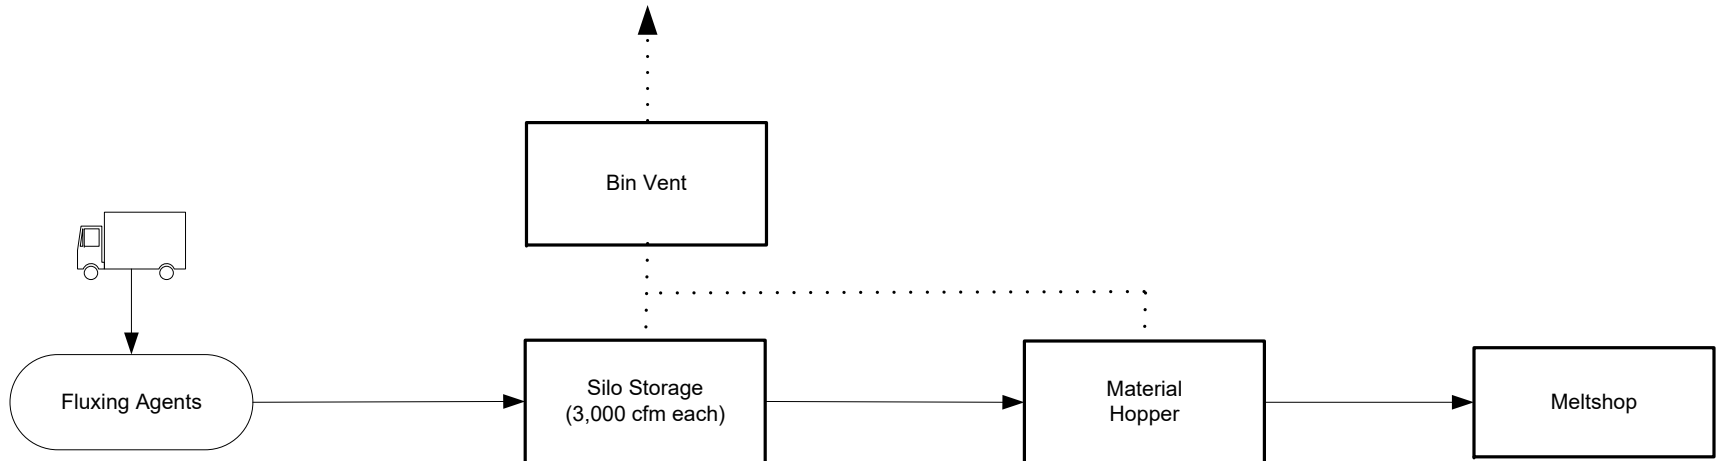 Bin Vent
Fluxing Agents
Silo Storage
(3,000 cfm each)
Material
Hopper
Meltshop